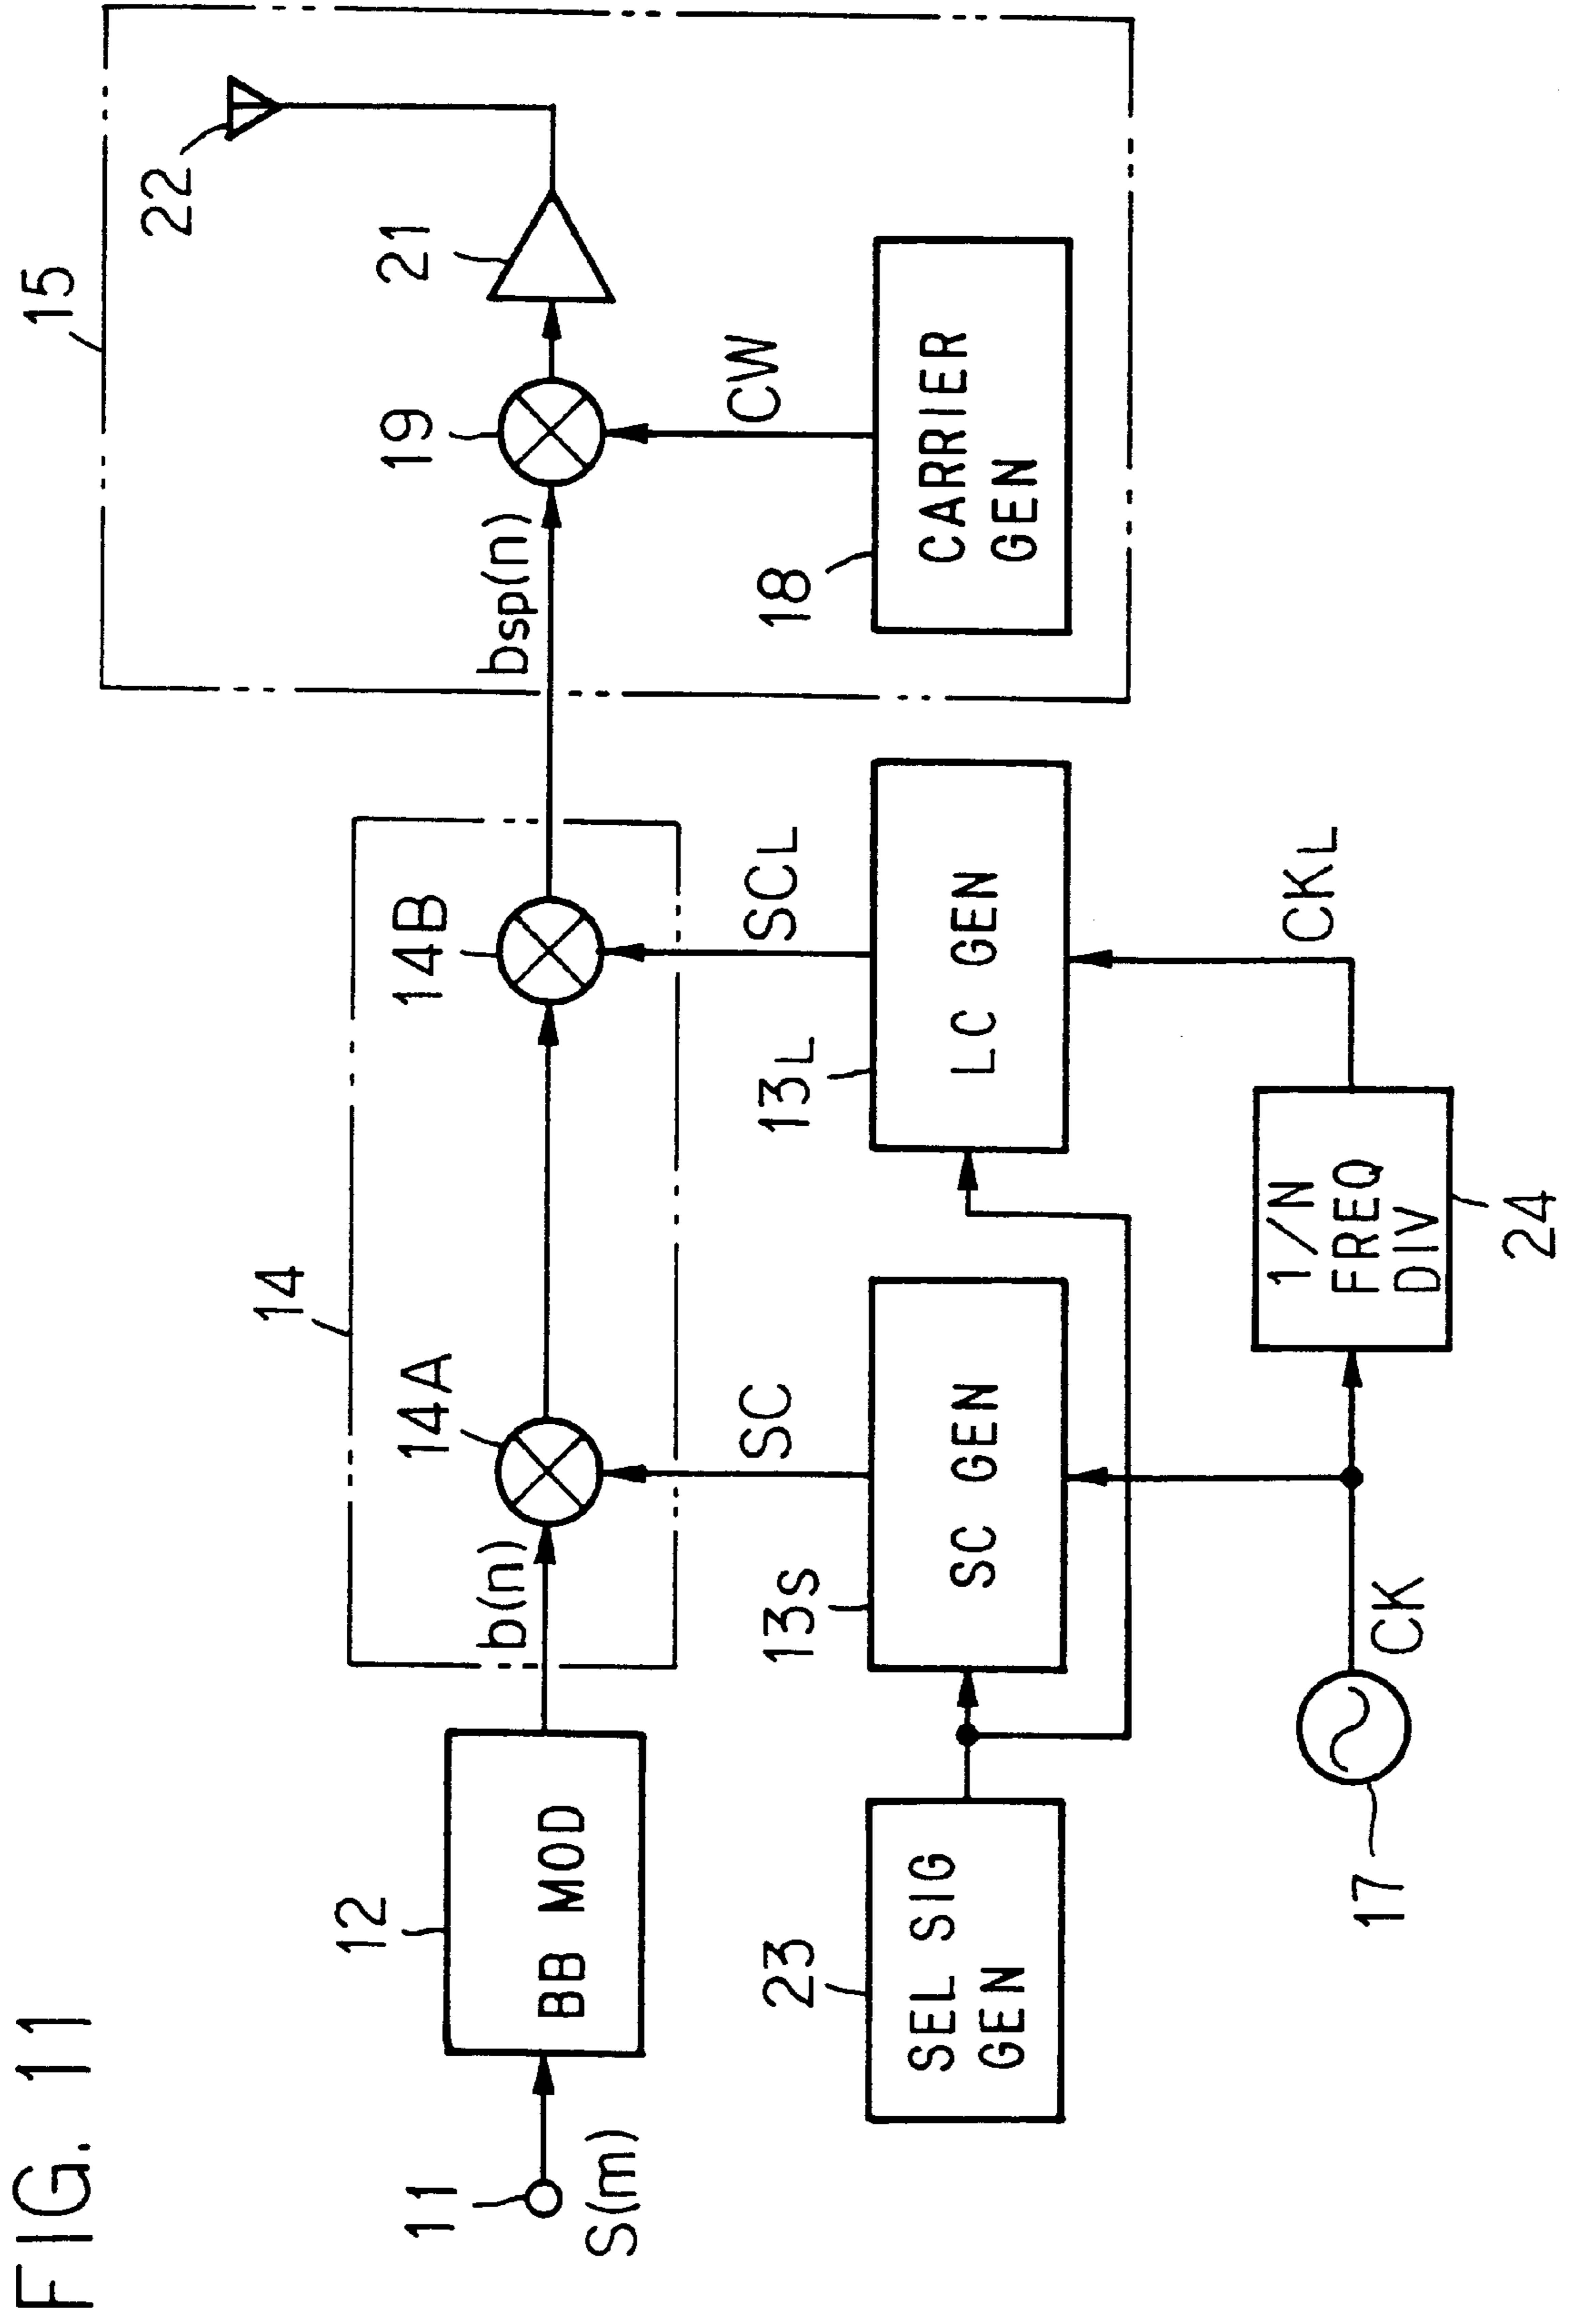 FIG. 11
15
22
21
19
bsp(n)
CW
18
CARRIER
GEN
14
14A
14B
b(n)
SC
SCL
12
BB MOD
11
S(m)
13S
SC GEN
13L
LC GEN
23
SEL SIG
GEN
CKL
1/N
FREQ
DIV
24
CK
17